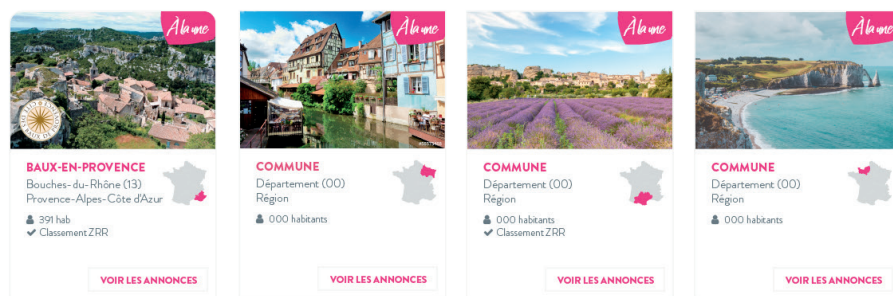 À la une
BAUX-EN-PROVENCE
Bouches-du-Rhône (13)
Provence-Alpes-Côte d'Azur
391 hab
Classement ZRR
VOIR LES ANNONCES
À la une
COMMUNE
Département (00)
Région
000 habitants
VOIR LES ANNONCES
À la une
COMMUNE
Département (00)
Région
000 habitants
Classement ZRR
VOIR LES ANNONCES
À la une
COMMUNE
Département (00)
Région
000 habitants
VOIR LES ANNONCES